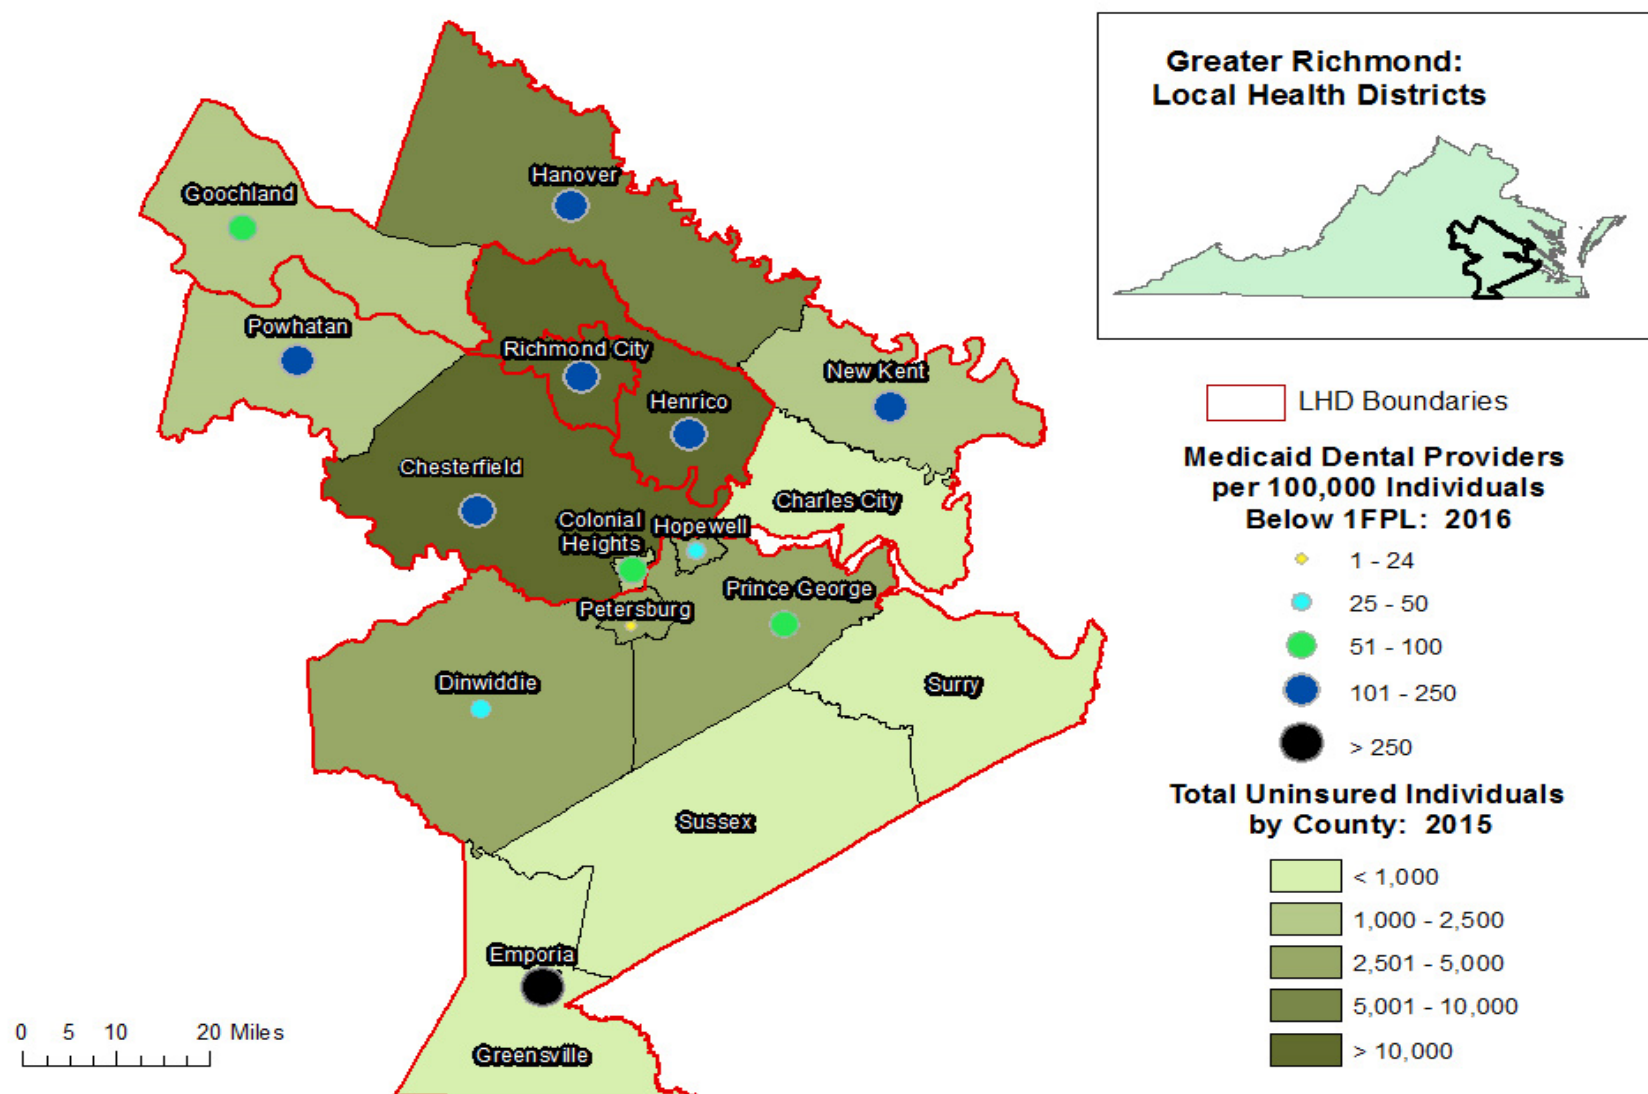 Greater Richmond:
Local Health Districts
Hanover
Goochland
Powhatan
Richmond City
New Kent
Henrico
Chesterfield
Charles City
Colonial
Heights
Hopewell
Prince George
Petersburg
Dinwiddie
Surry
Sussex
Emporia
Greensville
0 5 10 20 Miles
LHD Boundaries
Medicaid Dental Providers
per 100,000 Individuals
Below 1FPL: 2016
1 - 24
25 - 50
51 - 100
101 - 250
> 250
Total Uninsured Individuals
by County: 2015
< 1,000
1,000 - 2,500
2,501 - 5,000
5,001 - 10,000
> 10,000